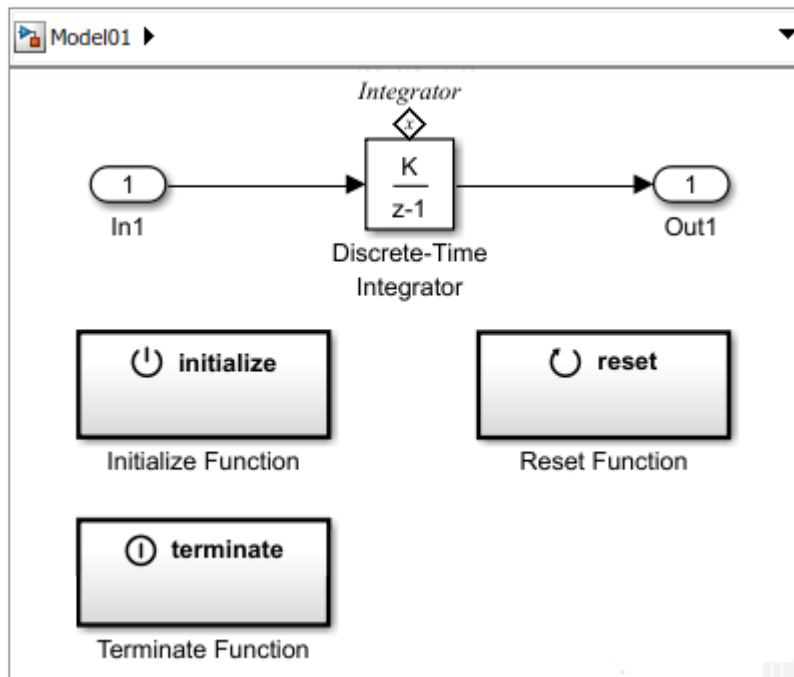 Model01
Integrator
x
1
K
z-1
1
In1
Discrete-Time
Integrator
Out1
initialize
reset
Initialize Function
Reset Function
terminate
Terminate Function